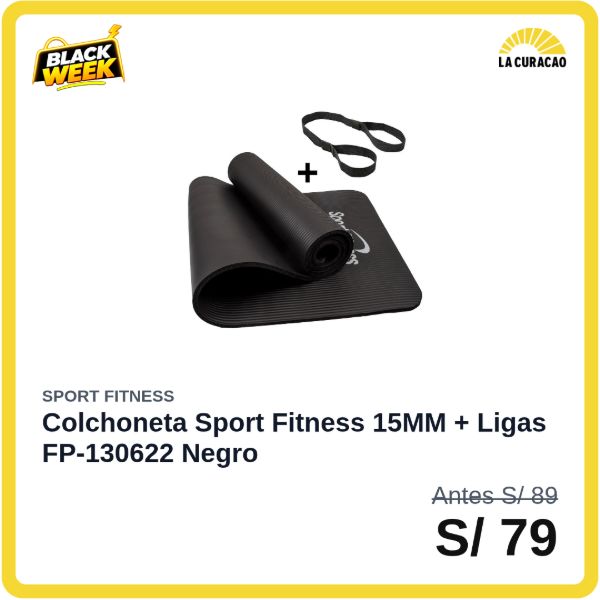 BLACK
WEEK
LA CURACAO
+
SPORT FITNESS
Colchoneta Sport Fitness 15MM + Ligas
FP-130622 Negro
Antes S/ 89
S/ 79